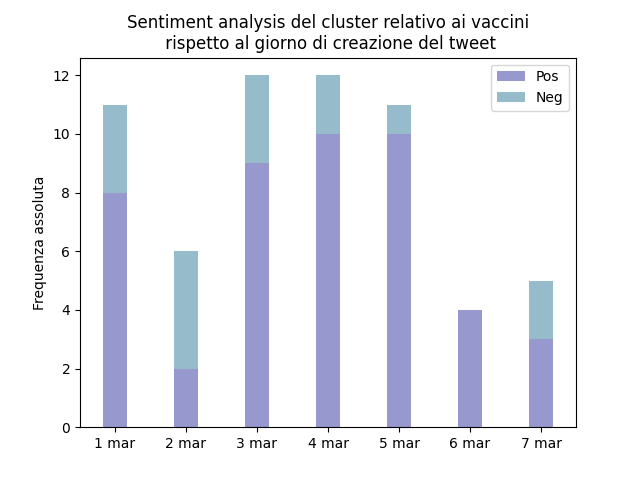 Sentiment analysis del cluster relativo ai vaccini
rispetto al giorno di creazione del tweet
Pos
Neg
Frequenza assoluta
12
10
8
6
4
2
0
1 mar 2 mar 3 mar 4 mar 5 mar 6 mar 7 mar